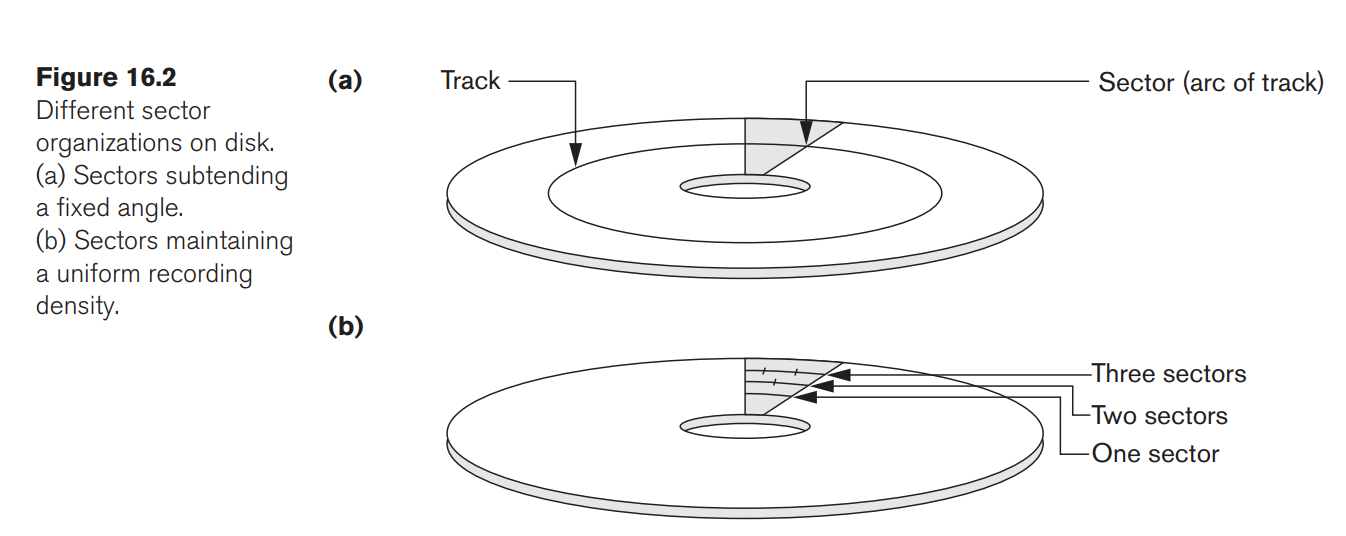 Figure 16.2
Different sector
organizations on disk.
(a) Sectors subtending
a fixed angle.
(b) Sectors maintaining
a uniform recording
density.
(a)
Track
Sector (arc of track)
(b)
Three sectors
Two sectors
One sector